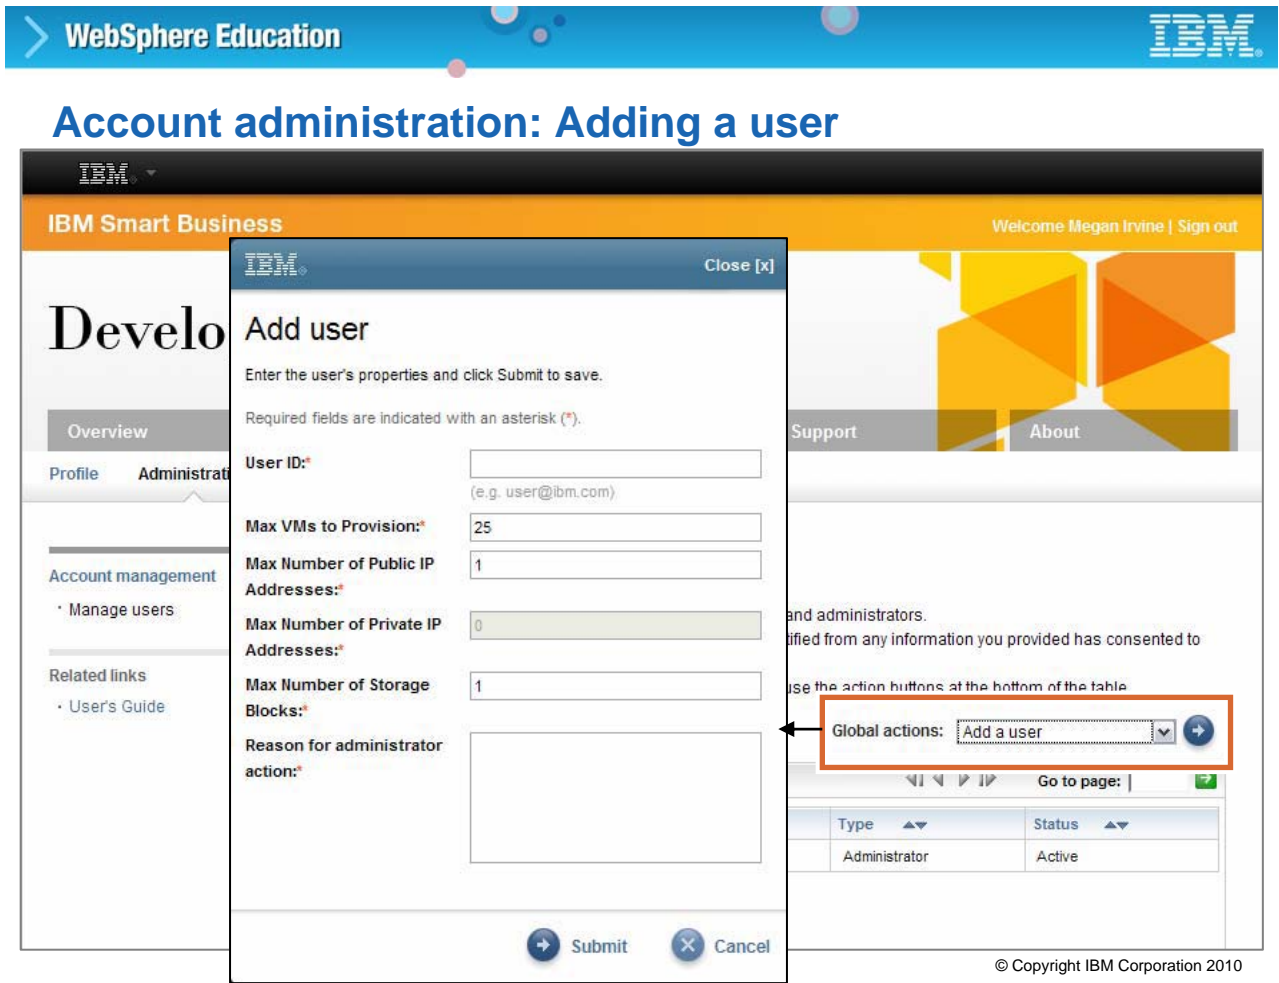 WebSphere Education
IBM
Account administration: Adding a user
IBM
IBM Smart Business
Welcome Megan Irvine | Sign out
IBM
Close [x]
Develo
Add user
Enter the user's properties and click Submit to save.
Required fields are indicated with an asterisk (*).
Overview
Support
About
Profile
Administrati
User ID:*
(e.g. user@ibm.com)
Max VMs to Provision:*
25
Max Number of Public IP
Addresses:*
1
Max Number of Private IP
Addresses:*
0
Max Number of Storage
Blocks:*
1
Reason for administrator
action:*
Submit
Cancel
Account management
· Manage users
Related links
· User's Guide
and administrators.
tified from any information you provided has consented to
use the action buttons at the bottom of the table
Global actions:
Add a user
Go to page:
Type
Status
Administrator
Active
© Copyright IBM Corporation 2010